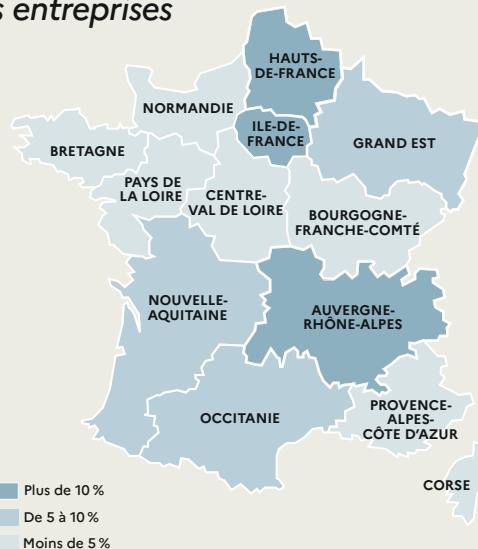 s entreprises
HAUTS-
DE-FRANCE
NORMANDIE
ILE-DE-
FRANCE
BRETAGNE
GRAND EST
PAYS DE
LA LOIRE
CENTRE-
VAL DE LOIRE
BOURGOGNE-
FRANCHE-COMTÉ
NOUVELLE-
AQUITAINE
AUVERGNE-
RHÔNE-ALPES
OCCITANIE
PROVENCE-
ALPES-
CÔTE D’AZUR
CORSE
Plus de 10 %
De 5 à 10 %
Moins de 5 %